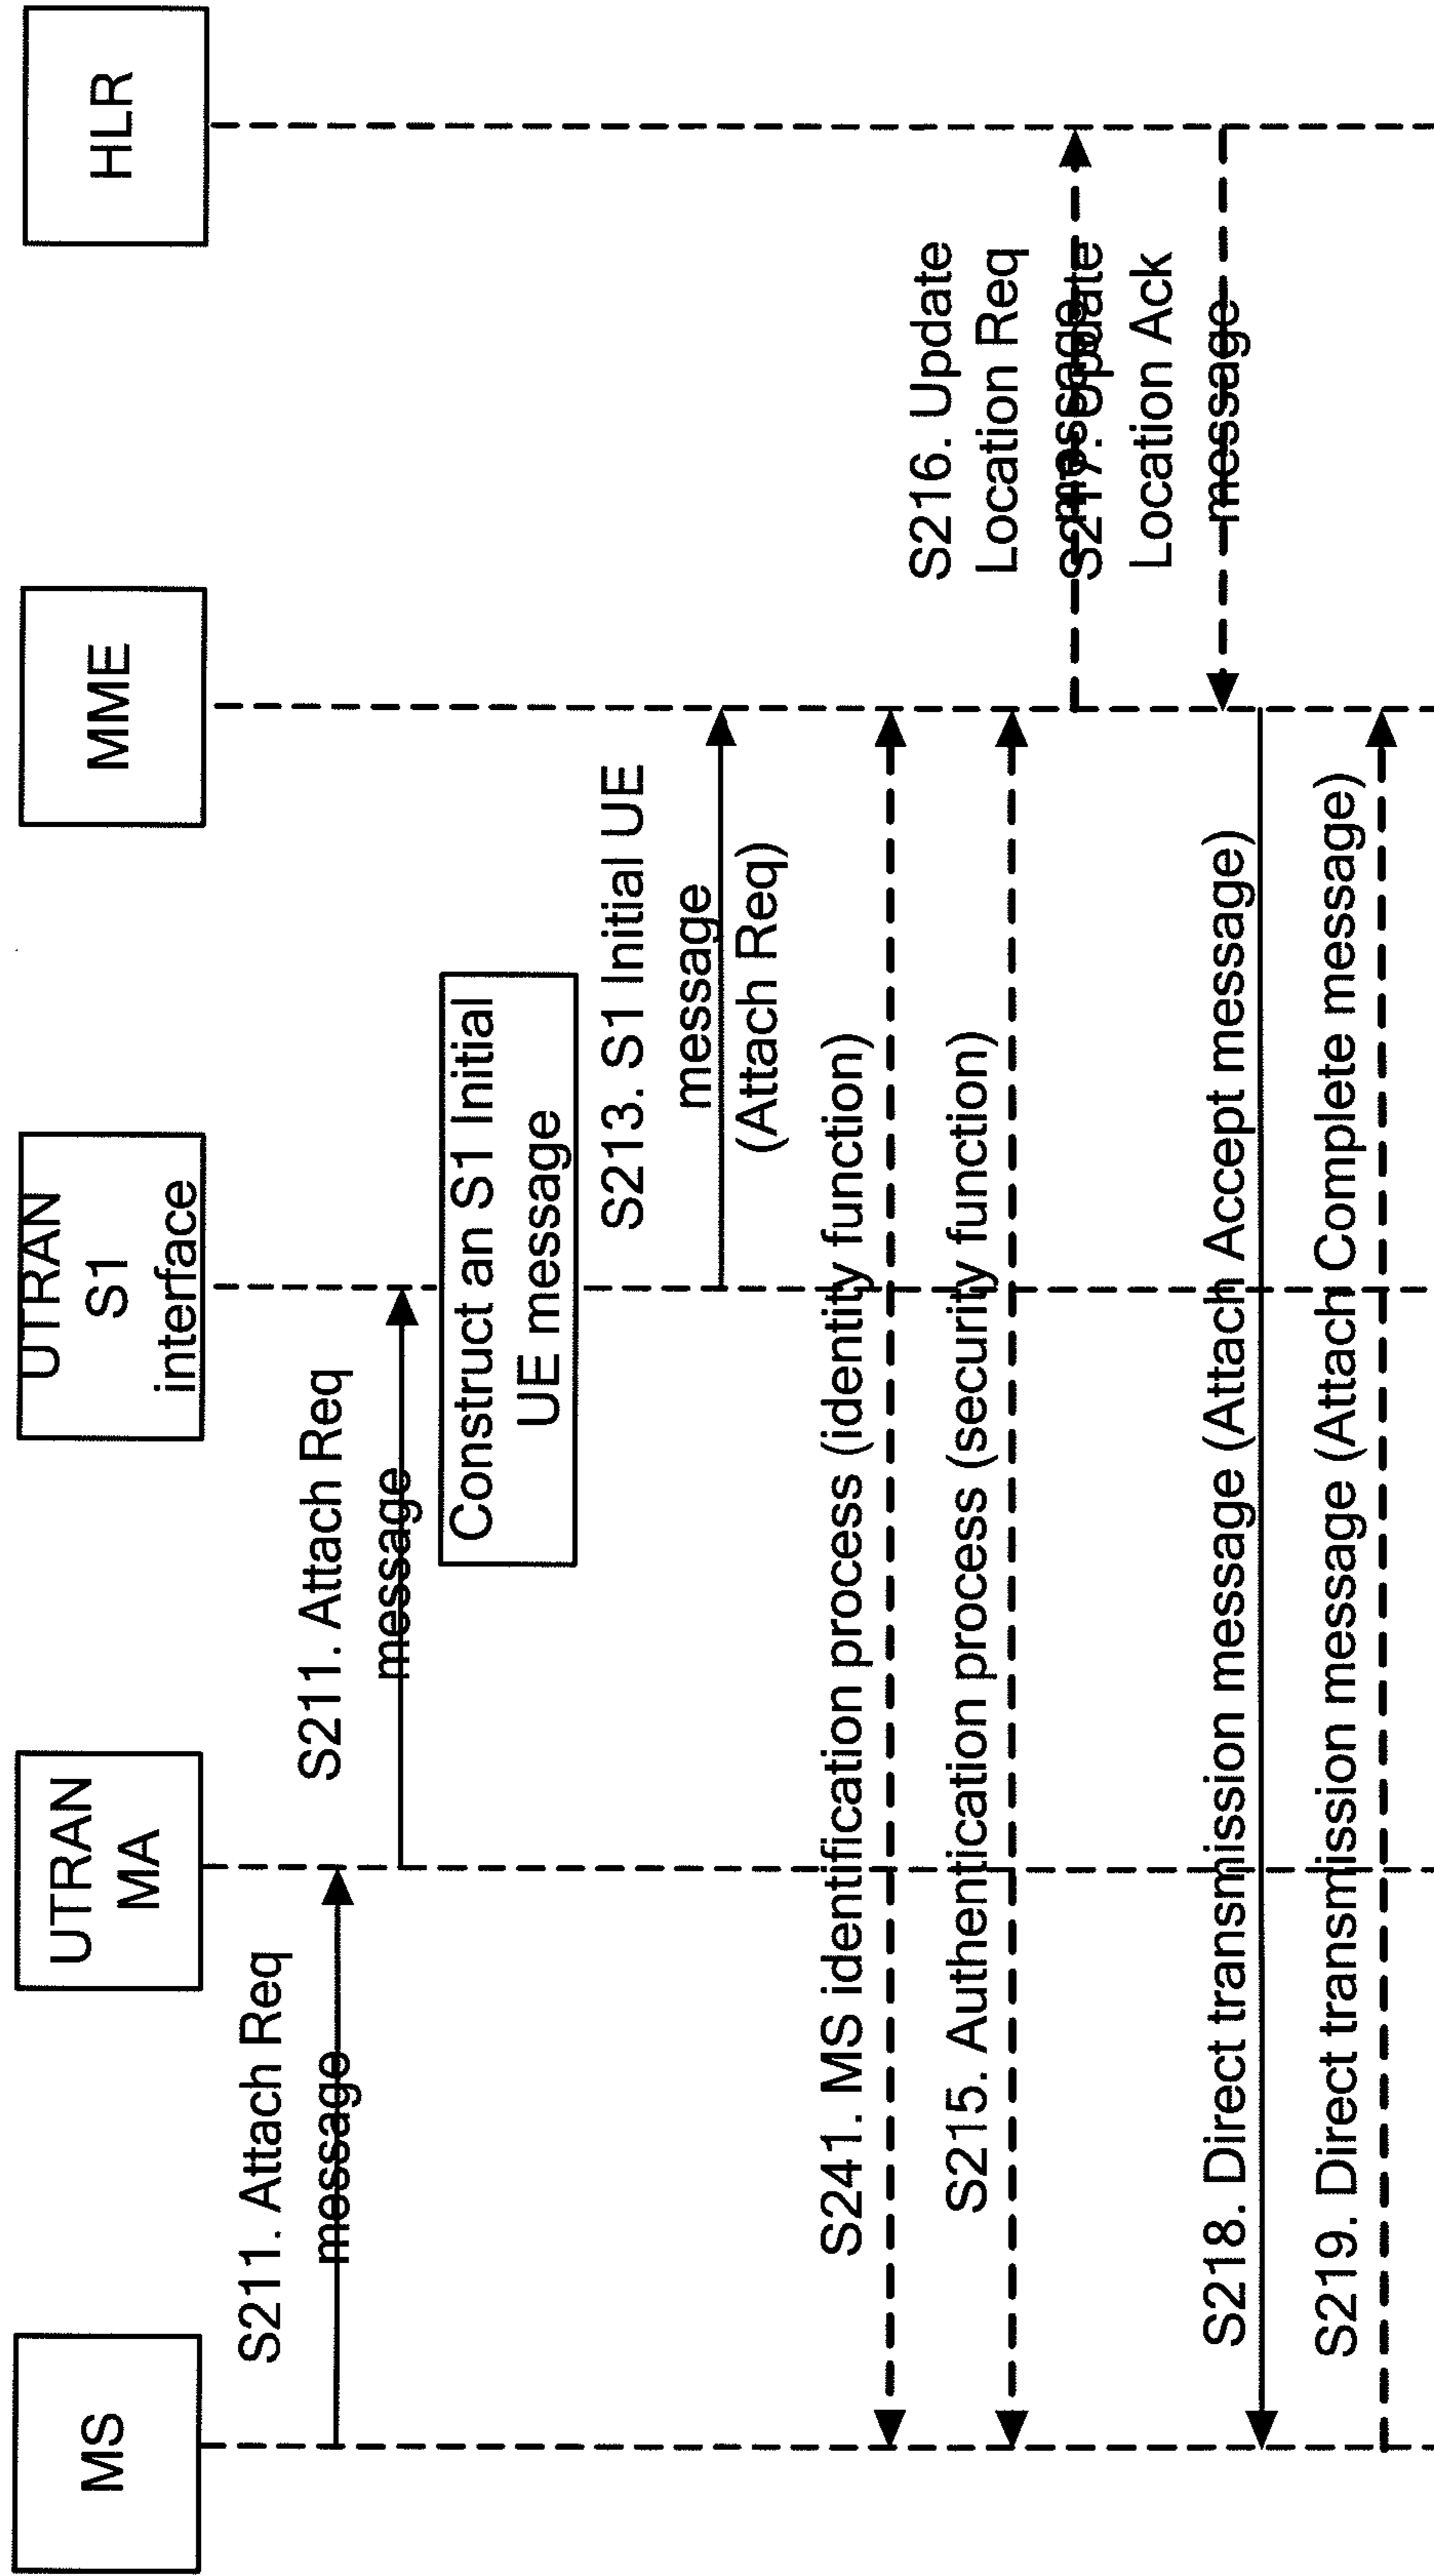 MS
UTRAN
MA
UTRAN
S1
interface
MME
HLR
S211. Attach Req
message
S211. Attach Req
message
Construct an S1 Initial
UE message
S213. S1 Initial UE
message
(Attach Req)
S241. MS identification process (identity function)
S215. Authentication process (security function)
S216. Update
Location Req
message
S217. Update
Location Ack
message
S218. Direct transmission message (Attach Accept message)
S219. Direct transmission message (Attach Complete message)